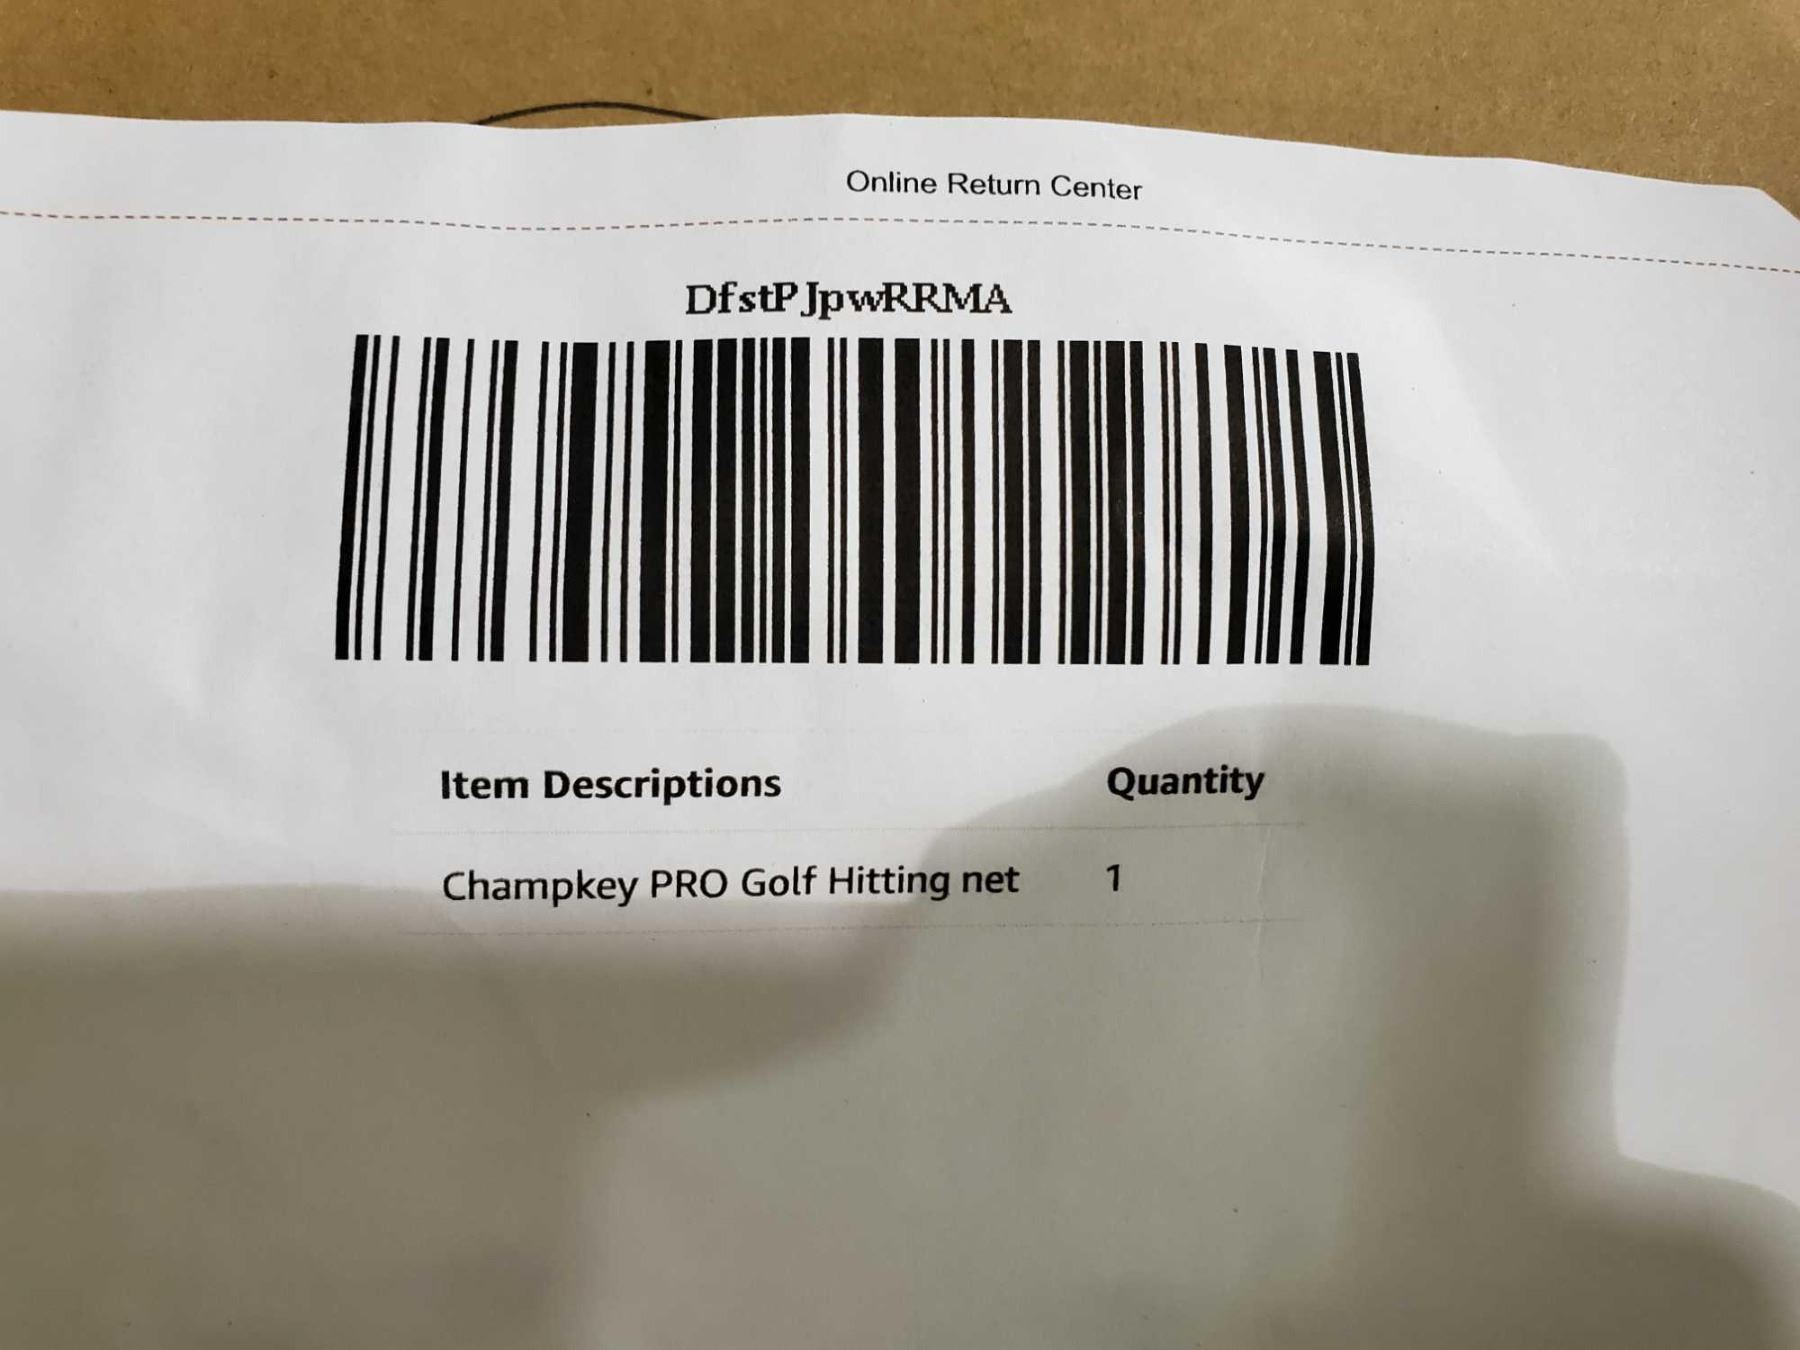 Online Return Center
DfstPJpwRRMA
Item Descriptions Quantity
Champkey PRO Golf Hitting net 1